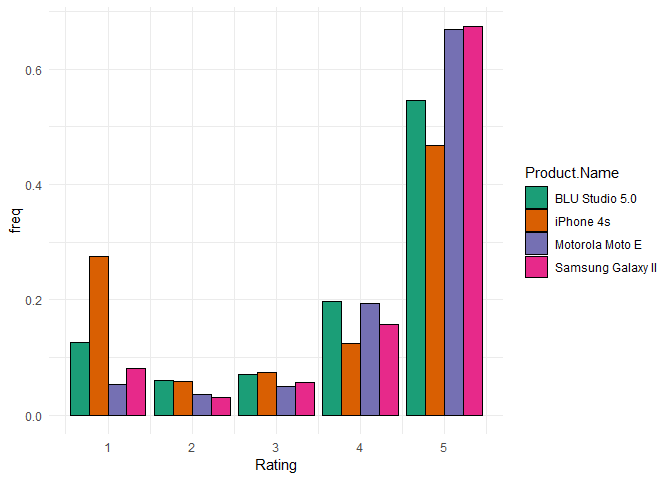 0.6
0.4
0.2
0.0
freq
1 2 3 4 5
Rating
Product.Name
BLU Studio 5.0
iPhone 4s
Motorola Moto E
Samsung Galaxy II